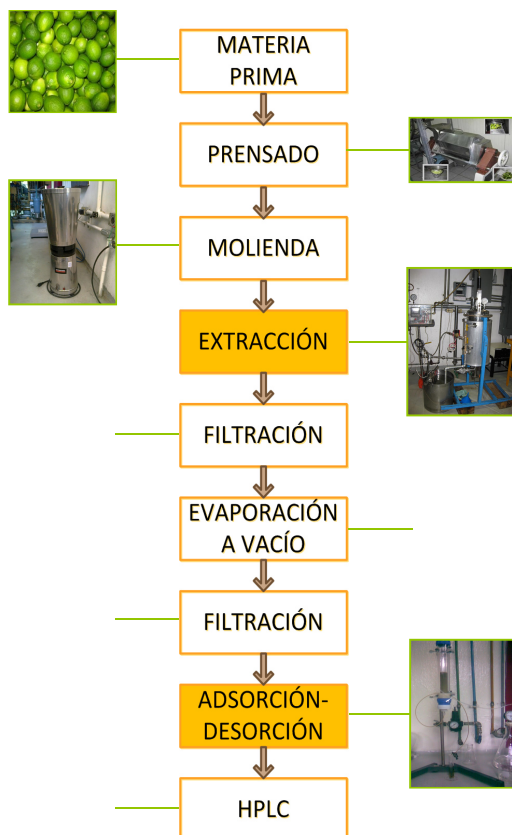 MATERIA
PRIMA
PRENSADO
MOLIENDA
EXTRACCIÓN
FILTRACIÓN
EVAPORACIÓN
A VACÍO
FILTRACIÓN
ADSORCIÓN-
DESORCIÓN
HPLC